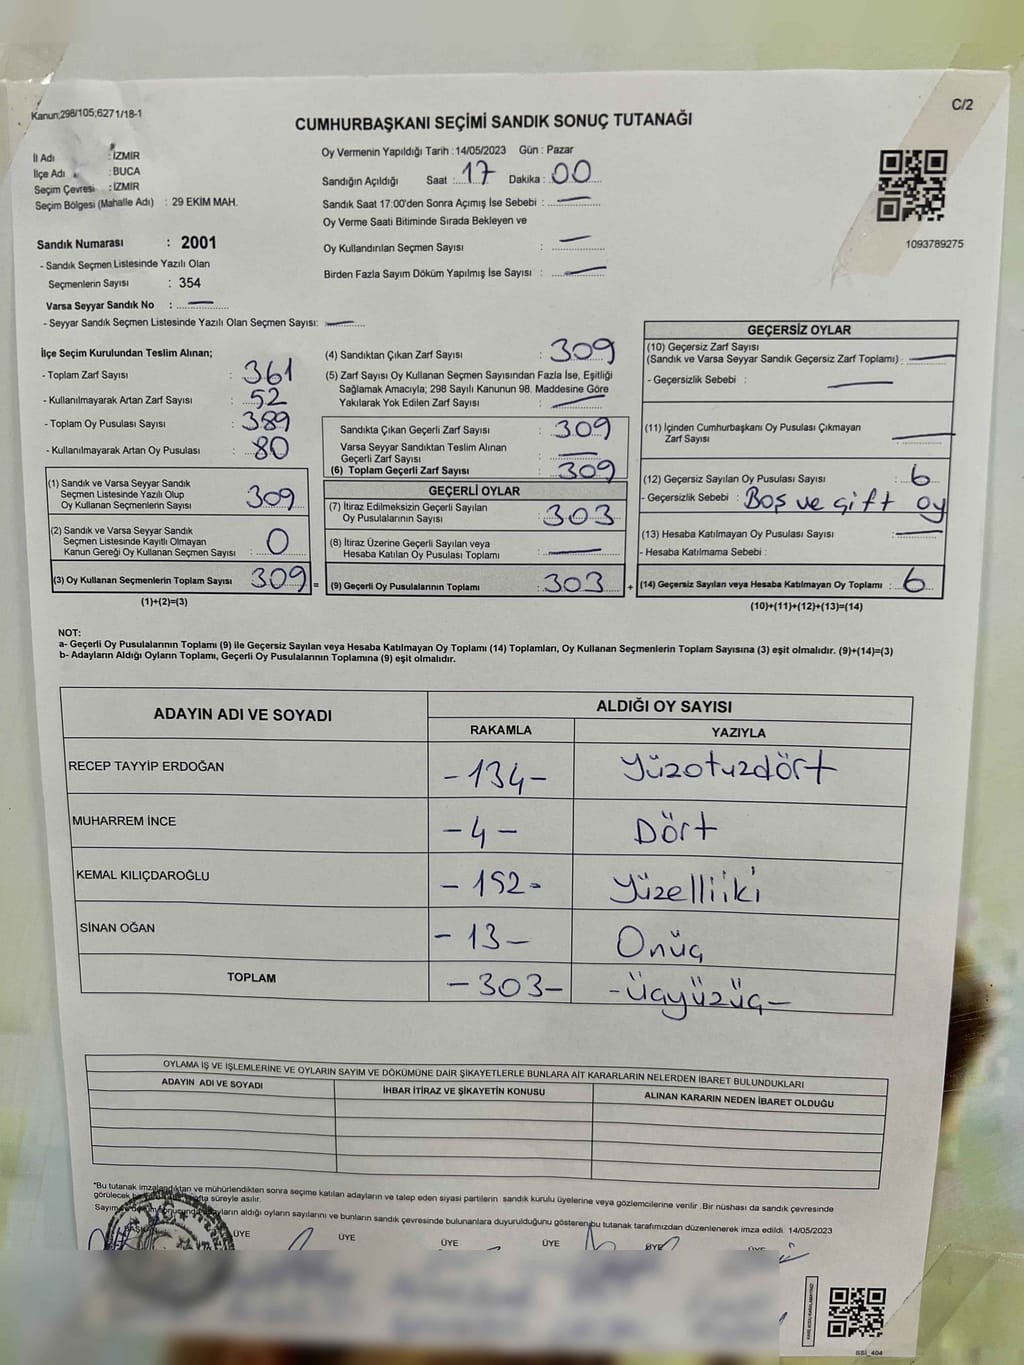 Kanun;298/105;6271/18-1
C/2
CUMHURBAŞKANI SEÇİMİ SANDIK SONUÇ TUTANAĞI
İl Adı : İZMİR
İlçe Adı : BUCA
Seçim Çevresi : İZMİR
Seçim Bölgesi (Mahalle Adı) : 29 EKİM MAH.
Sandık Numarası : 2001
- Sandık Seçmen Listesinde Yazılı Olan
Seçmenlerin Sayısı : 354
Varsa Seyyar Sandık No :
- Seyyar Sandık Seçmen Listesinde Yazılı Olan Seçmen Sayısı:
Oy Vermenin Yapıldığı Tarih : 14/05/2023 Gün : Pazar
Sandığın Açıldığı Saat : 17 Dakika : 00
Sandık Saat 17:00'den Sonra Açımış İse Sebebi :
Oy Verme Saati Bitiminde Sırada Bekleyen ve
Oy Kullandırılan Seçmen Sayısı :
Birden Fazla Sayım Döküm Yapılmış İse Sayısı :
1093789275
İlçe Seçim Kurulundan Teslim Alınan;
- Toplam Zarf Sayısı : 361
- Kullanılmayarak Artan Zarf Sayısı : 52
- Toplam Oy Pusulası Sayısı : 389
- Kullanılmayarak Artan Oy Pusulası : 80
(1) Sandık ve Varsa Seyyar Sandık
Seçmen Listesinde Yazılı Olup
Oy Kullanan Seçmenlerin Sayısı : 309
(2) Sandık ve Varsa Seyyar Sandık
Seçmen Listesinde Kayıtlı Olmayan
Kanun Gereği Oy Kullanan Seçmen Sayısı : 0
(3) Oy Kullanan Seçmenlerin Toplam Sayısı : 309 =
(1)+(2)=(3)
(4) Sandıktan Çıkan Zarf Sayısı : 309
(5) Zarf Sayısı Oy Kullanan Seçmen Sayısından Fazla İse, Eşitliği
Sağlamak Amacıyla; 298 Sayılı Kanunun 98. Maddesine Göre
Yakılarak Yok Edilen Zarf Sayısı :
Sandıkta Çıkan Geçerli Zarf Sayısı : 309
Varsa Seyyar Sandıktan Teslim Alınan
Geçerli Zarf Sayısı :
(6) Toplam Geçerli Zarf Sayısı : 309
GEÇERLİ OYLAR
(7) İtiraz Edilmeksizin Geçerli Sayılan
Oy Pusulalarının Sayısı : 303
(8) İtiraz Üzerine Geçerli Sayılan veya
Hesaba Katılan Oy Pusulası Toplamı :
(9) Geçerli Oy Pusulalarının Toplamı : 303 +
GEÇERSİZ OYLAR
(10) Geçersiz Zarf Sayısı
(Sandık ve Varsa Seyyar Sandık Geçersiz Zarf Toplamı) :
- Geçersizlik Sebebi :
(11) İçinden Cumhurbaşkanı Oy Pusulası Çıkmayan
Zarf Sayısı
(12) Geçersiz Sayılan Oy Pusulası Sayısı : 6
- Geçersizlik Sebebi : Boş ve çift oy
(13) Hesaba Katılmayan Oy Pusulası Sayısı :
- Hesaba Katılmama Sebebi :
(14) Geçersiz Sayılan veya Hesaba Katılmayan Oy Toplamı : 6
(10)+(11)+(12)+(13)=(14)
NOT:
a- Geçerli Oy Pusulalarının Toplamı (9) ile Geçersiz Sayılan veya Hesaba Katılmayan Oy Toplamı (14) Toplamları, Oy Kullanan Seçmenlerin Toplam Sayısına (3) eşit olmalıdır. (9)+(14)=(3)
b- Adayların Aldığı Oyların Toplamı, Geçerli Oy Pusulalarının Toplamına (9) eşit olmalıdır.
ADAYIN ADI VE SOYADI ALDIĞI OY SAYISI
RAKAMLA YAZIYLA
RECEP TAYYİP ERDOĞAN -134- Yüzotuzdört
MUHARREM İNCE -4- Dört
KEMAL KILIÇDAROĞLU -152- Yüzelliiki
SİNAN OĞAN -13- Onüç
TOPLAM -303- -üçyüzüç-
OYLAMA İŞ VE İŞLEMLERİNE VE OYLARIN SAYIM VE DÖKÜMÜNE DAİR ŞİKAYETLERLE BUNLARA AİT KARARLARIN NELERDEN İBARET BULUNDUKLARI
ADAYIN ADI VE SOYADI İHBAR İTİRAZ VE ŞİKAYETİN KONUSU ALINAN KARARIN NEDEN İBARET OLDUĞU
"Bu tutanak imzalandıktan ve mühürlendikten sonra seçime katılan adayların ve talep eden siyasi partilerin sandık kurulu üyelerine veya gözlemcilerine verilir .Bir nüshası da sandık çevresinde
görülecek süreyle asılır.
aldığı oyların sayılarını ve bunların sandık çevresinde bulunanlara duyurulduğunu gösteren bu tutanak tarafımızdan düzenlenerek imza edildi. 14/05/2023
BAŞKAN ÜYE ÜYE ÜYE ÜYE ÜYE ÜYE
SSİ_404